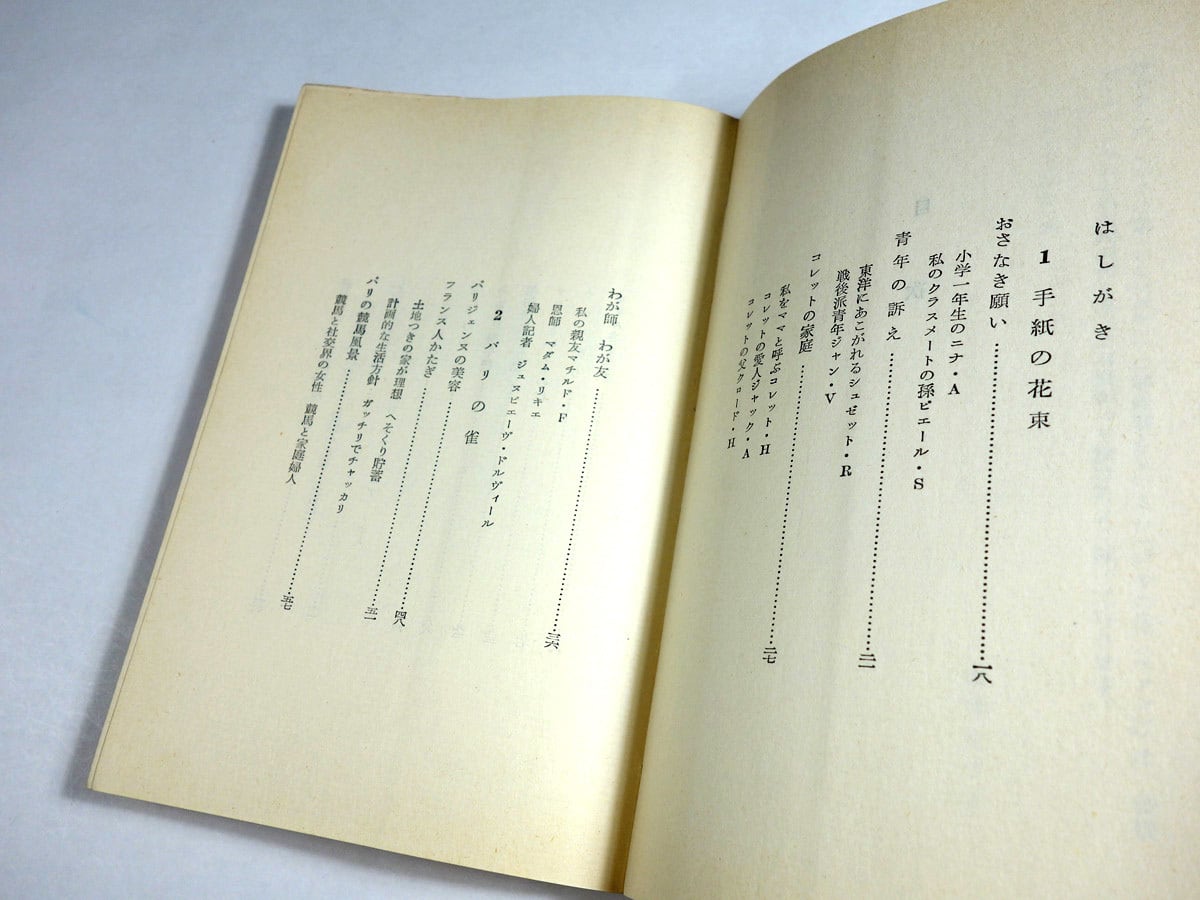 はしがき
1 手紙の花束
おさなき願い……一八
小学一年生のニナ・A
私のクラスメートの孫ピエール・S
青年の訴え……二一
東洋にあこがれるシュゼット・R
戦後派青年ジャン・V
コレットの家庭……二七
私をママと呼ぶコレット・H
コレットの愛人ジャック・A
コレットの父クロード・H
わが師 わが友……三六
私の親友マチルド・F
恩師 マダム・リキエ
婦人記者 ジュヌビエーヴ・ドルヴィール
2 パリの雀
パリジェンヌの美容……四八
フランス人かたぎ……五一
土地つきの家が理想 へそくり貯蓄
計画的な生活方針 ガッチリでチャッカリ
パリの競馬風景……五七
競馬と社交界の女性 競馬と家庭婦人